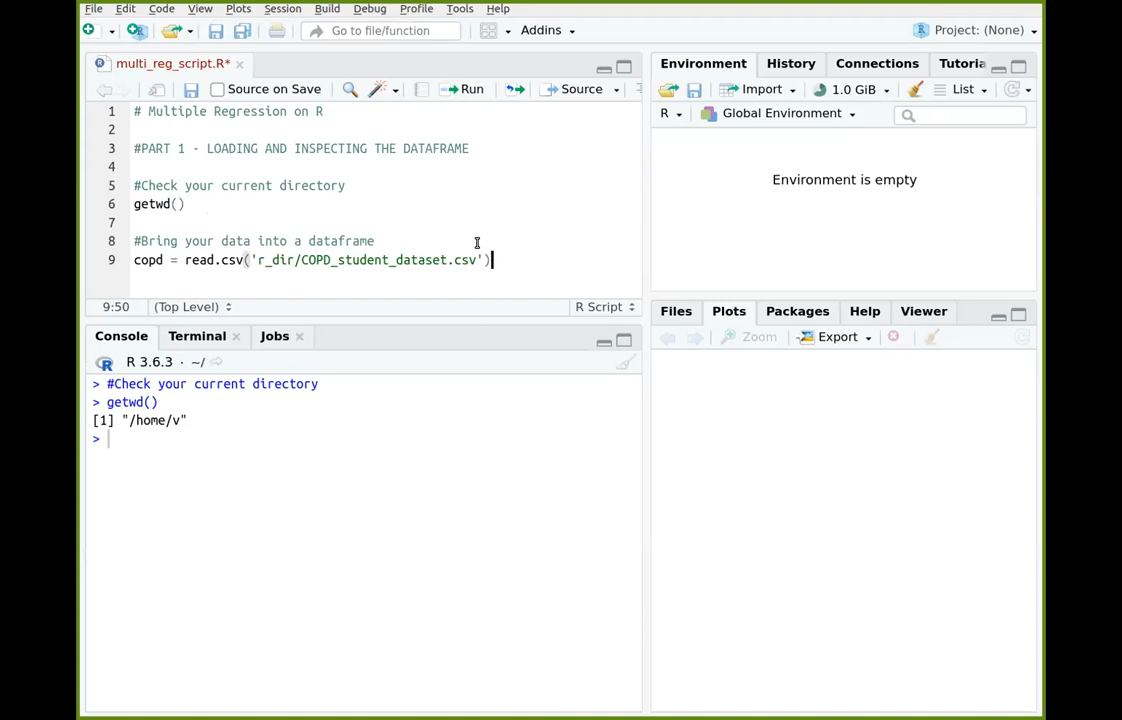 File Edit Code View Plots Session Build Debug Profile Tools Help
Go to file/function Addins Project: (None)
multi_reg_script.R*
Source on Save Run Source
1 # Multiple Regression on R
2
3 #PART 1 - LOADING AND INSPECTING THE DATAFRAME
4
5 #Check your current directory
6 getwd()
7
8 #Bring your data into a dataframe
9 copd = read.csv('r_dir/COPD_student_dataset.csv')
9:50 (Top Level) R Script
Console Terminal Jobs
R 3.6.3 · ~/
> #Check your current directory
> getwd()
[1] "/home/v"
>
Environment History Connections Tutoria
Import 1.0 GiB List
R Global Environment
Environment is empty
Files Plots Packages Help Viewer
Zoom Export